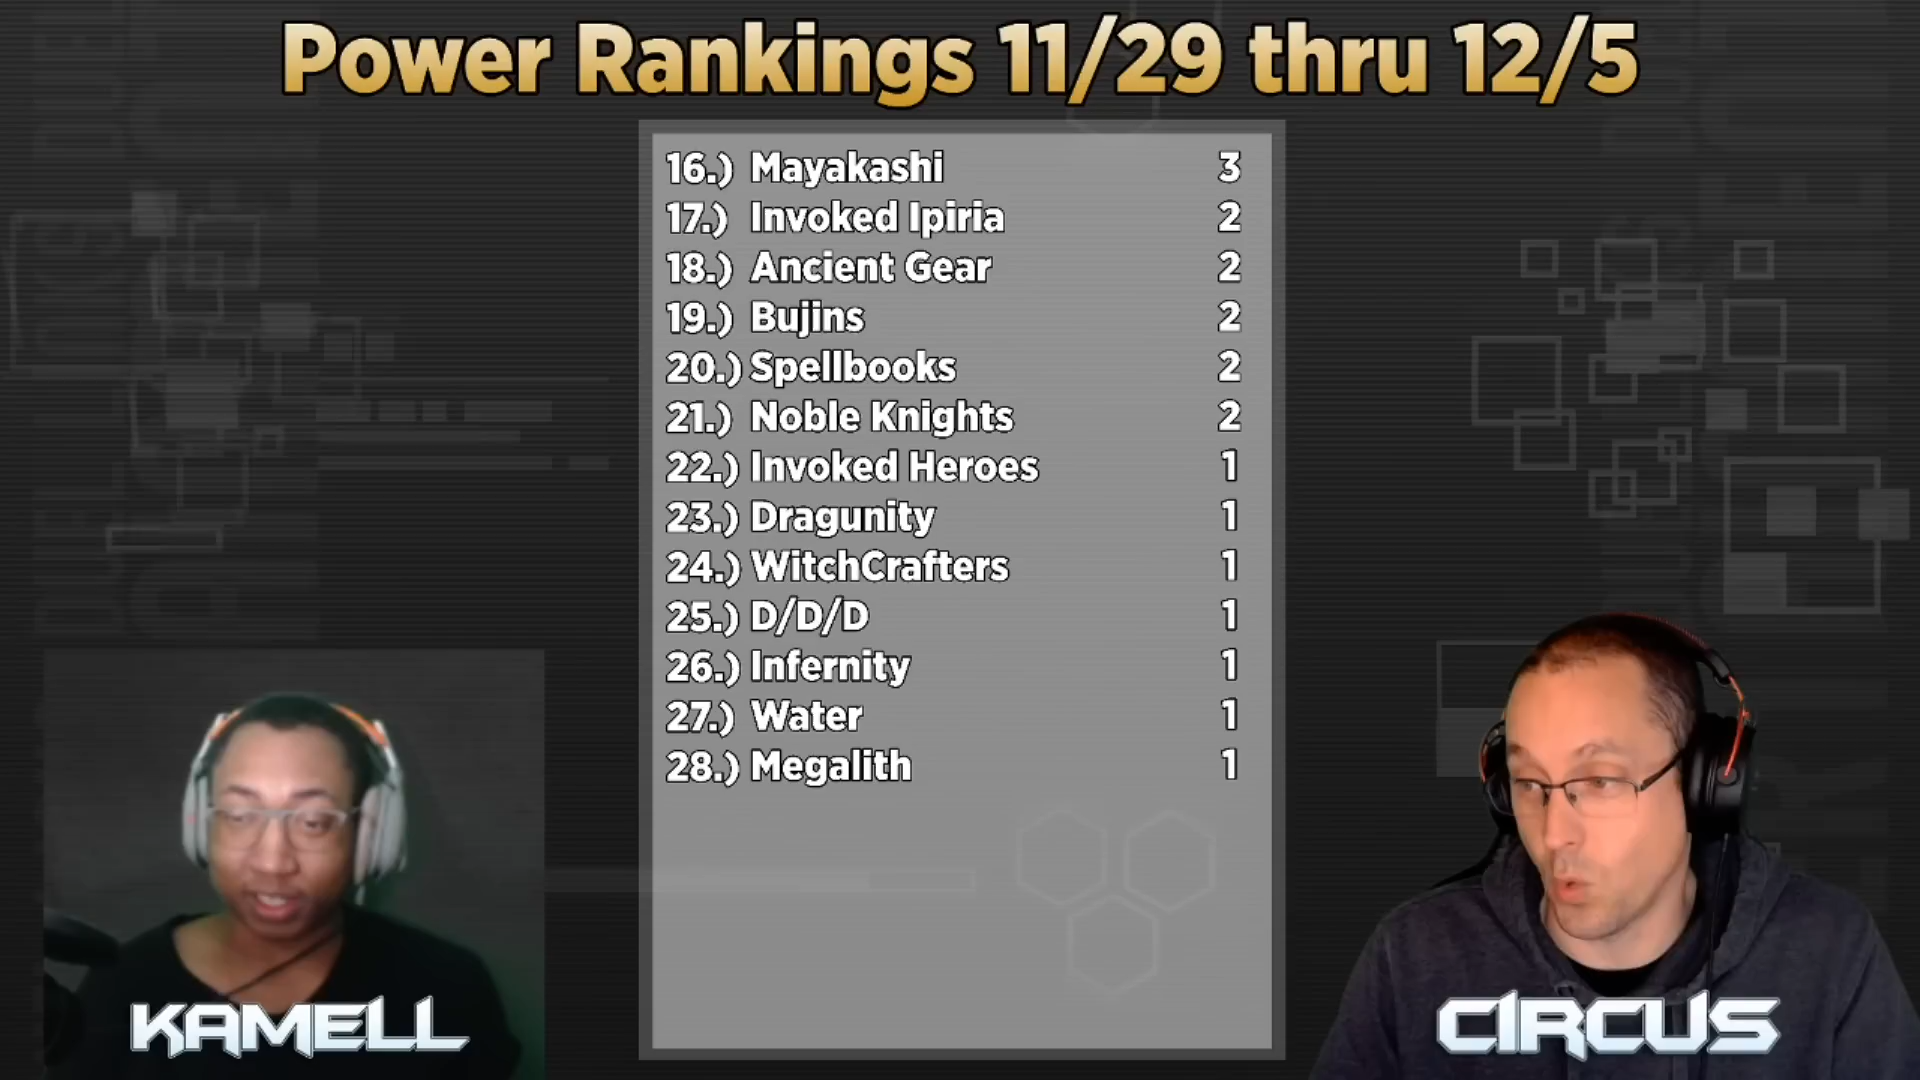 Power Rankings 11/29 thru 12/5
16.) Mayakashi 3
17.) Invoked Ipiria 2
18.) Ancient Gear 2
19.) Bujins 2
20.) Spellbooks 2
21.) Noble Knights 2
22.) Invoked Heroes 1
23.) Dragunity 1
24.) WitchCrafters 1
25.) D/D/D 1
26.) Infernity 1
27.) Water 1
28.) Megalith 1
KAMELL
CIRCUS